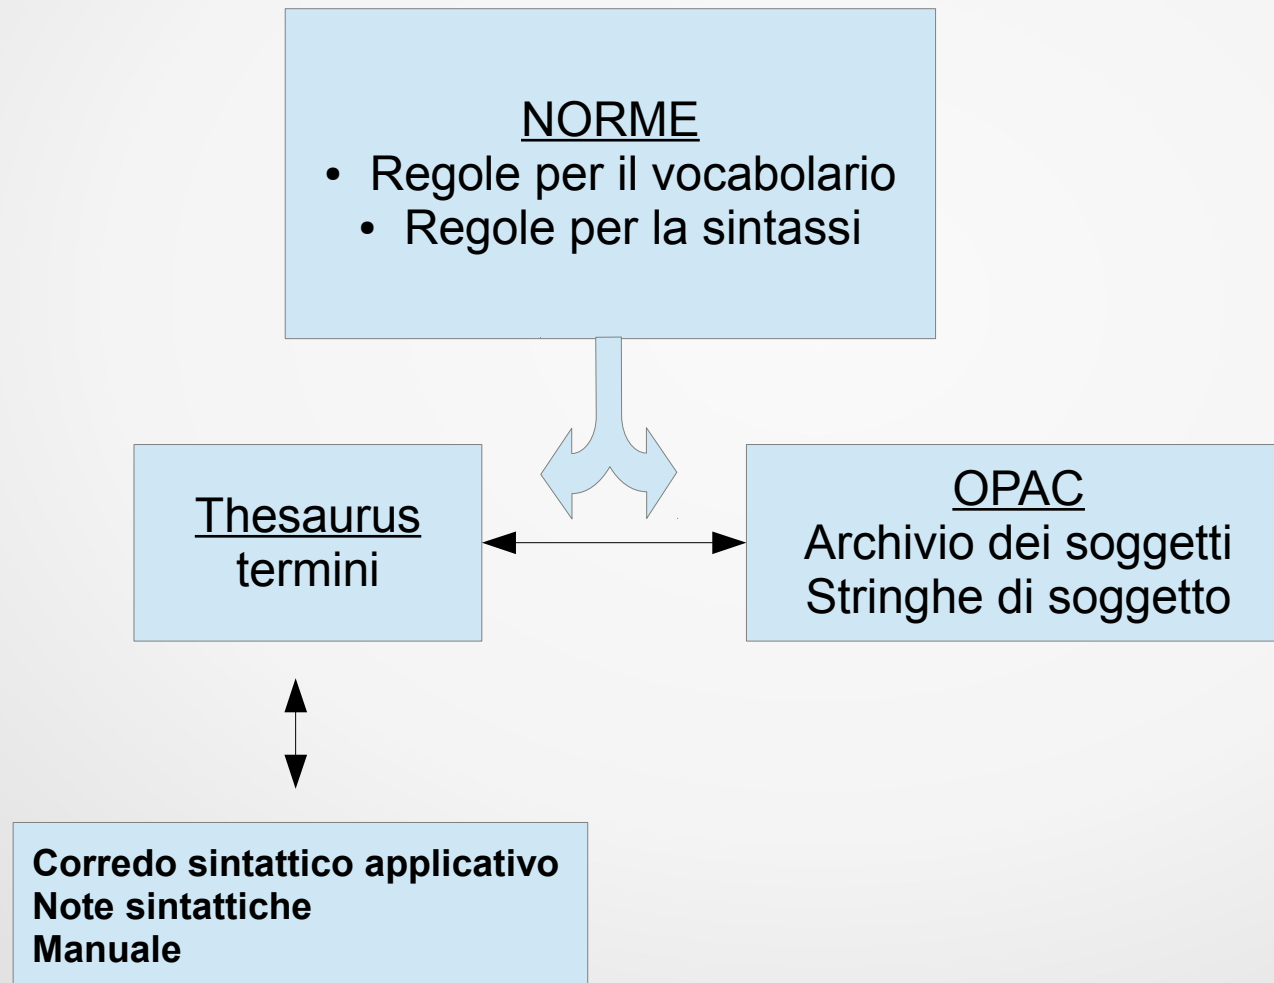 NORME
• Regole per il vocabolario
• Regole per la sintassi
Thesaurus
termini
OPAC
Archivio dei soggetti
Stringhe di soggetto
Corredo sintattico applicativo
Note sintattiche
Manuale